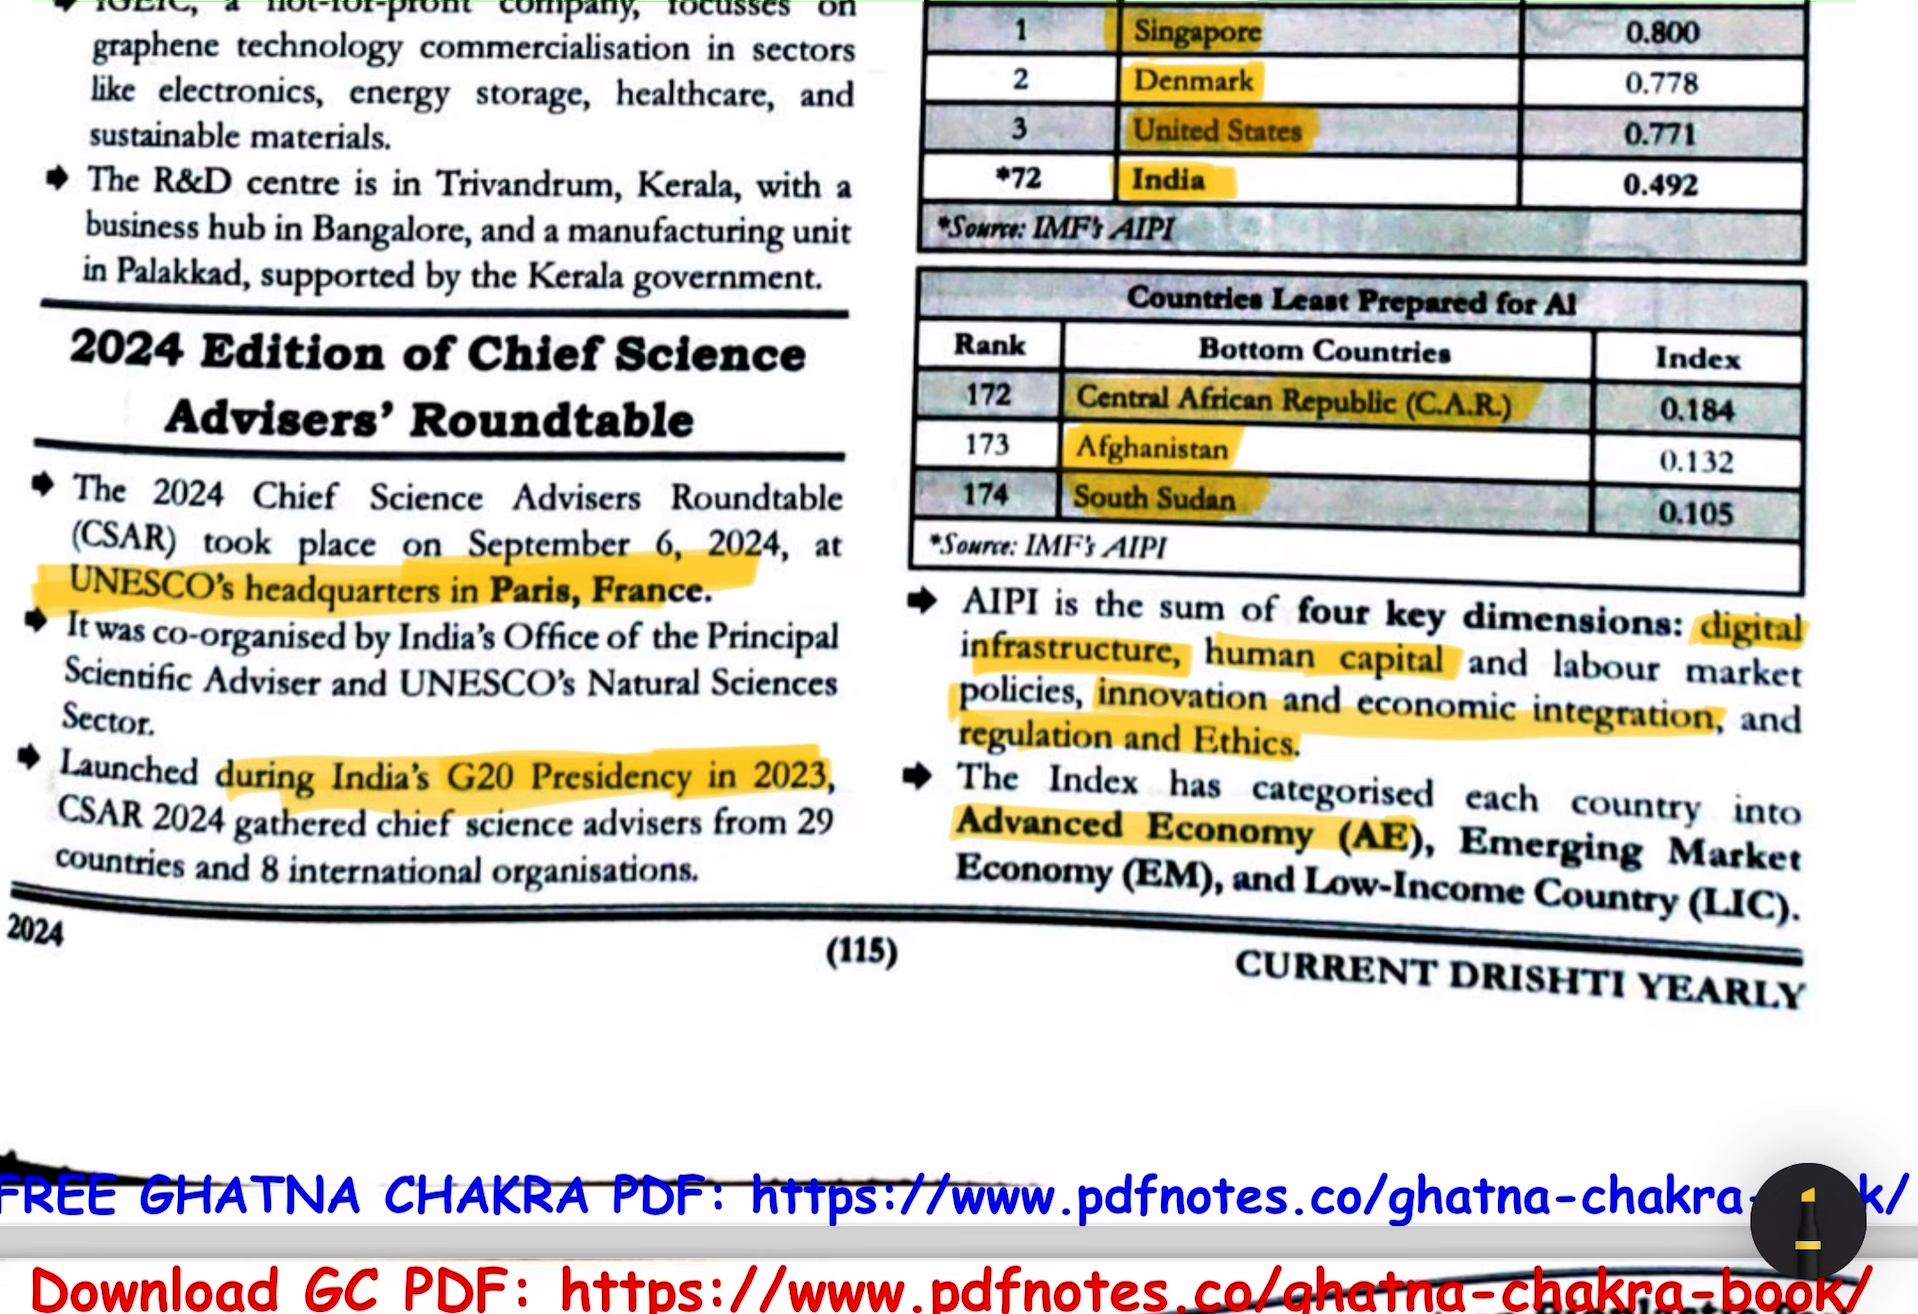 IGEIC, a not-for-profit company, focusses on
graphene technology commercialisation in sectors
like electronics, energy storage, healthcare, and
sustainable materials.
The R&D centre is in Trivandrum, Kerala, with a
business hub in Bangalore, and a manufacturing unit
in Palakkad, supported by the Kerala government.
2024 Edition of Chief Science
Advisers' Roundtable
The 2024 Chief Science Advisers Roundtable
(CSAR) took place on September 6, 2024, at
UNESCO's headquarters in Paris, France.
It was co-organised by India's Office of the Principal
Scientific Adviser and UNESCO's Natural Sciences
Sector.
Launched during India's G20 Presidency in 2023,
CSAR 2024 gathered chief science advisers from 29
countries and 8 international organisations.
1 Singapore 0.800
2 Denmark 0.778
3 United States 0.771
*72 India 0.492
*Source: IMF's AIPI
Countries Least Prepared for AI
Rank Bottom Countries Index
172 Central African Republic (C.A.R.) 0.184
173 Afghanistan 0.132
174 South Sudan 0.105
*Source: IMF's AIPI
AIPI is the sum of four key dimensions: digital
infrastructure, human capital and labour market
policies, innovation and economic integration, and
regulation and Ethics.
The Index has categorised each country into
Advanced Economy (AE), Emerging Market
Economy (EM), and Low-Income Country (LIC).
2024
(115)
CURRENT DRISHTI YEARLY
FREE GHATNA CHAKRA PDF: https://www.pdfnotes.co/ghatna-chakra- k/
Download GC PDF: https://www.pdfnotes.co/ghatna-chakra-book/